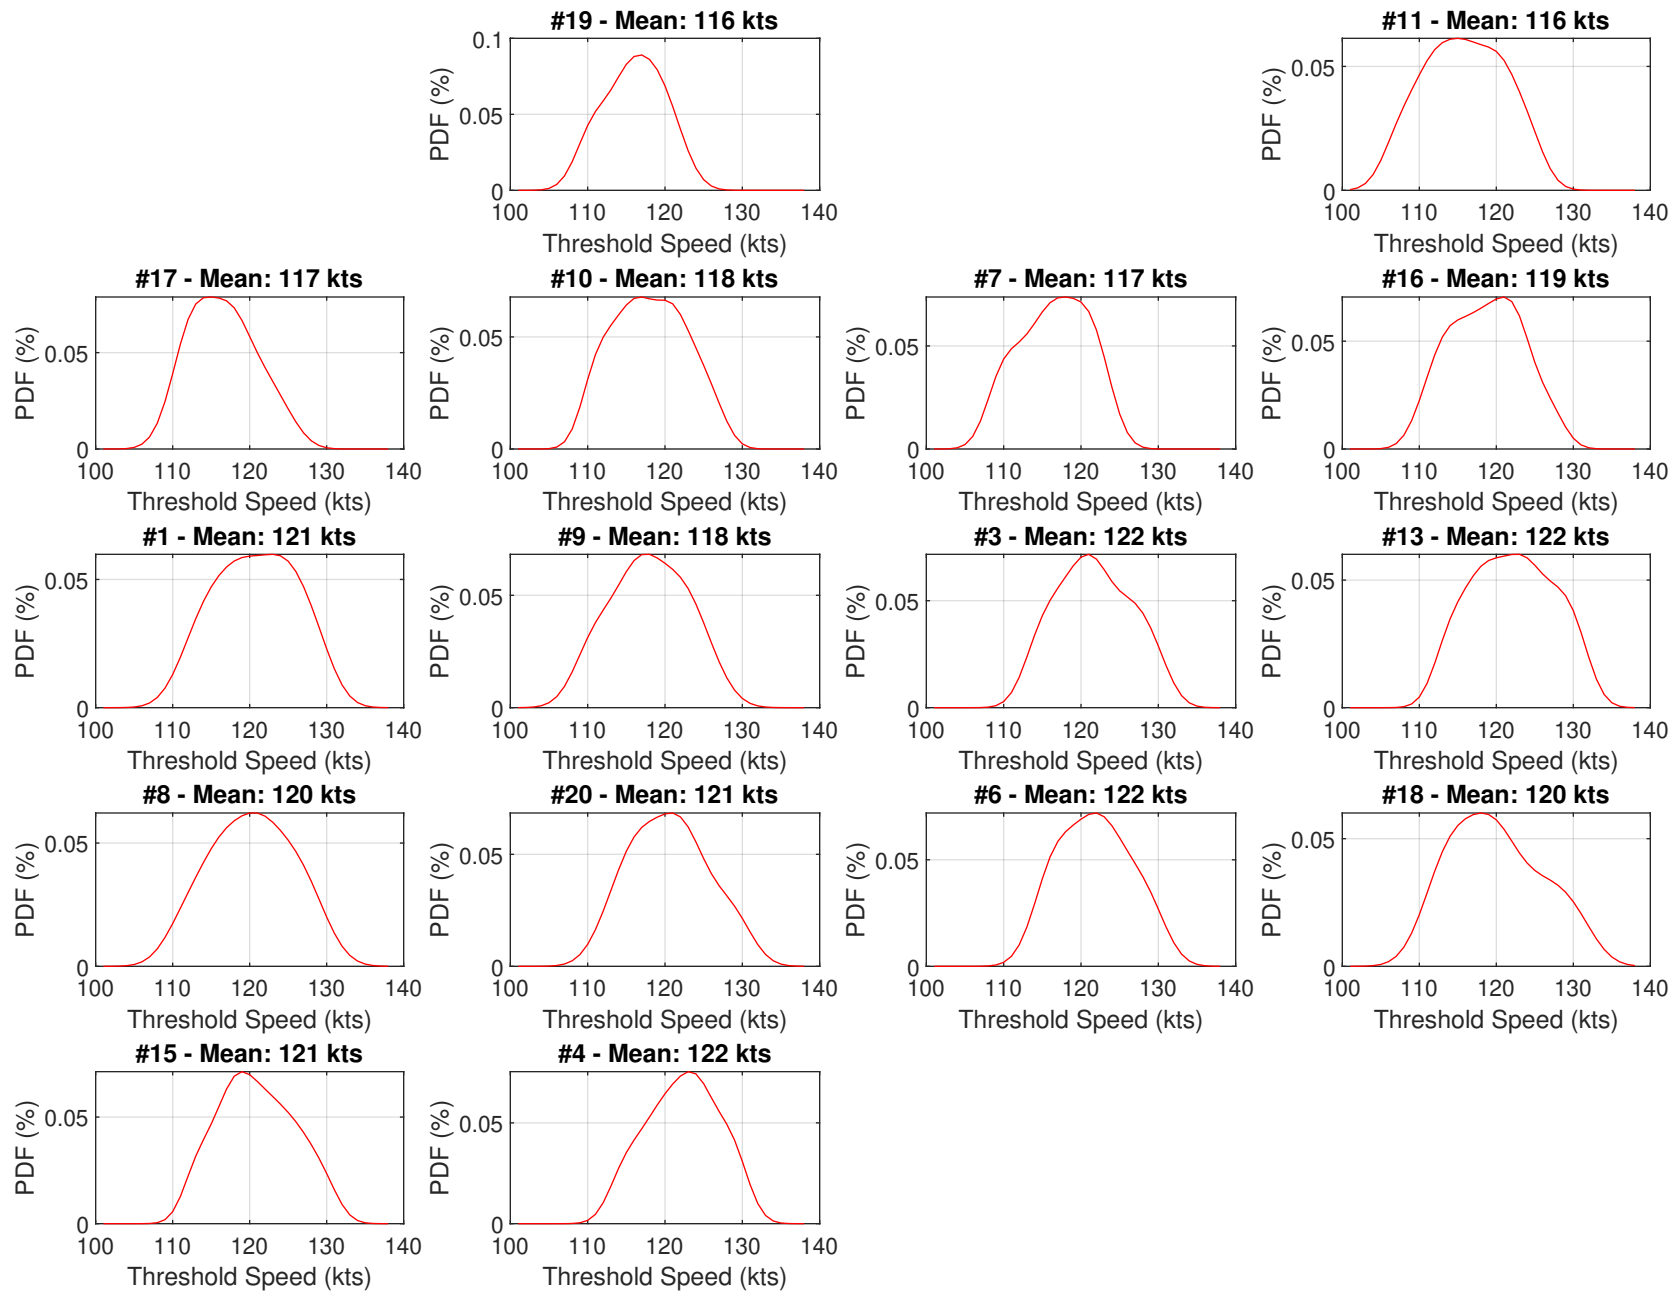 #19 - Mean: 116 kts
PDF (%)
0.1
0.05
0
100 110 120 130 140
Threshold Speed (kts)
#11 - Mean: 116 kts
PDF (%)
0.05
0
100 110 120 130 140
Threshold Speed (kts)
#17 - Mean: 117 kts
PDF (%)
0.05
0
100 110 120 130 140
Threshold Speed (kts)
#10 - Mean: 118 kts
PDF (%)
0.05
0
100 110 120 130 140
Threshold Speed (kts)
#7 - Mean: 117 kts
PDF (%)
0.05
0
100 110 120 130 140
Threshold Speed (kts)
#16 - Mean: 119 kts
PDF (%)
0.05
0
100 110 120 130 140
Threshold Speed (kts)
#1 - Mean: 121 kts
PDF (%)
0.05
0
100 110 120 130 140
Threshold Speed (kts)
#9 - Mean: 118 kts
PDF (%)
0.05
0
100 110 120 130 140
Threshold Speed (kts)
#3 - Mean: 122 kts
PDF (%)
0.05
0
100 110 120 130 140
Threshold Speed (kts)
#13 - Mean: 122 kts
PDF (%)
0.05
0
100 110 120 130 140
Threshold Speed (kts)
#8 - Mean: 120 kts
PDF (%)
0.05
0
100 110 120 130 140
Threshold Speed (kts)
#20 - Mean: 121 kts
PDF (%)
0.05
0
100 110 120 130 140
Threshold Speed (kts)
#6 - Mean: 122 kts
PDF (%)
0.05
0
100 110 120 130 140
Threshold Speed (kts)
#18 - Mean: 120 kts
PDF (%)
0.05
0
100 110 120 130 140
Threshold Speed (kts)
#15 - Mean: 121 kts
PDF (%)
0.05
0
100 110 120 130 140
Threshold Speed (kts)
#4 - Mean: 122 kts
PDF (%)
0.05
0
100 110 120 130 140
Threshold Speed (kts)